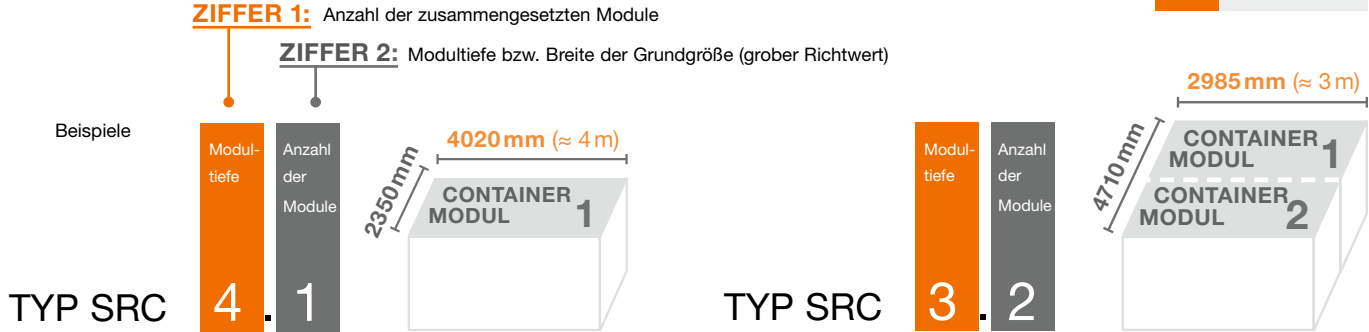 ZIFFER 1: Anzahl der zusammengesetzten Module
ZIFFER 2: Modultiefe bzw. Breite der Grundgröße (grober Richtwert)
Beispiele
TYP SRC
Modul-
tiefe
4
.
Anzahl
der
Module
1
4020 mm (≈ 4 m)
2350 mm
CONTAINER
MODUL 1
TYP SRC
Modul-
tiefe
3
.
Anzahl
der
Module
2
2985 mm (≈ 3 m)
4710 mm
CONTAINER
MODUL 1
CONTAINER
MODUL 2